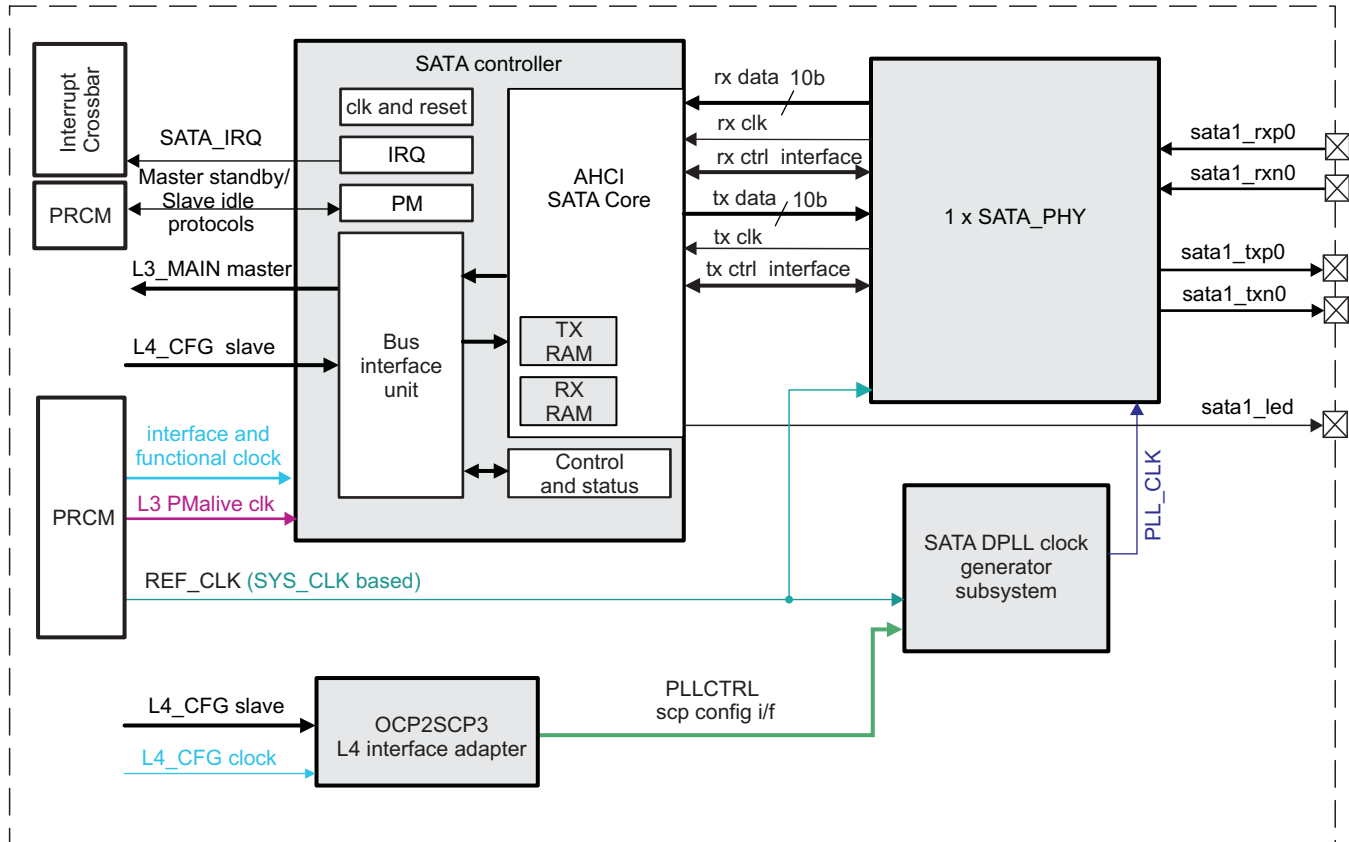 SATA controller
Interrupt
Crossbar
SATA_IRQ
Master standby/
Slave idle
protocols
PRCM
L3_MAIN master
L4_CFG slave
clk and reset
IRQ
PM
Bus
interface
unit
AHCI
SATA Core
TX
RAM
RX
RAM
Control
and status
rx data 10b
rx clk
rx ctrl interface
tx data 10b
tx clk
tx ctrl interface
1 x SATA_PHY
sata1_rxp0
sata1_rxn0
sata1_txp0
sata1_txn0
sata1_led
PRCM
interface and
functional clock
L3 PMalive clk
REF_CLK (SYS_CLK based)
PLL_CLK
SATA DPLL clock
generator
subsystem
L4_CFG slave
L4_CFG clock
OCP2SCP3
L4 interface adapter
PLLCTRL
scp config i/f